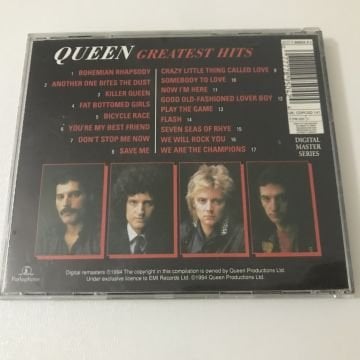 QUEEN GREATEST HITS
1 BOHEMIAN RHAPSODY
2 ANOTHER ONE BITES THE DUST
3 KILLER QUEEN
4 FAT BOTTOMED GIRLS
5 BICYCLE RACE
6 YOU'RE MY BEST FRIEND
7 DON'T STOP ME NOW
8 SAVE ME
CRAZY LITTLE THING CALLED LOVE 9
SOMEBODY TO LOVE 10
NOW I'M HERE 11
GOOD OLD-FASHIONED LOVER BOY 12
PLAY THE GAME 13
FLASH 14
SEVEN SEAS OF RHYE 15
WE WILL ROCK YOU 16
WE ARE THE CHAMPIONS 17
DIGITAL
MASTER
SERIES
Parlophone
Digital remasters ©1994 The copyright in this compilation is owned by Queen Productions Ltd.
Under exclusive licence to EMI Records Ltd. ©1994 Queen Productions Ltd.